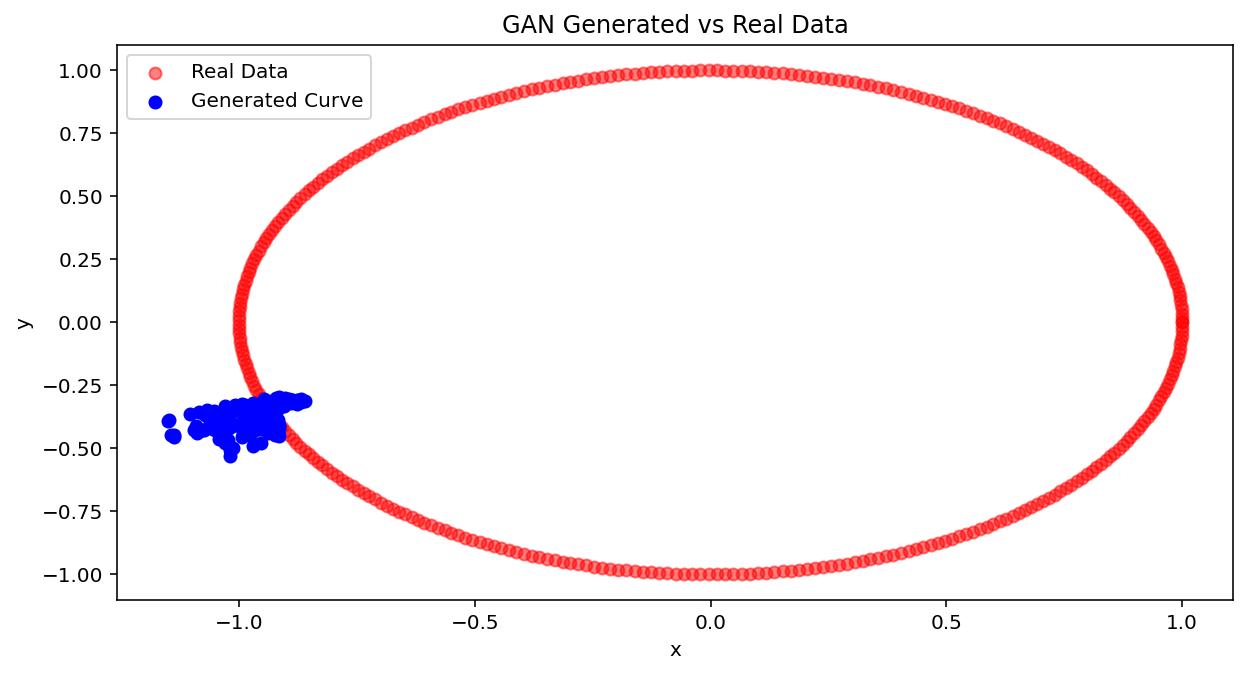 GAN Generated vs Real Data
Real Data
Generated Curve
1.00
0.75
0.50
0.25
0.00
−0.25
−0.50
−0.75
−1.00
y
−1.0 −0.5 0.0 0.5 1.0
x